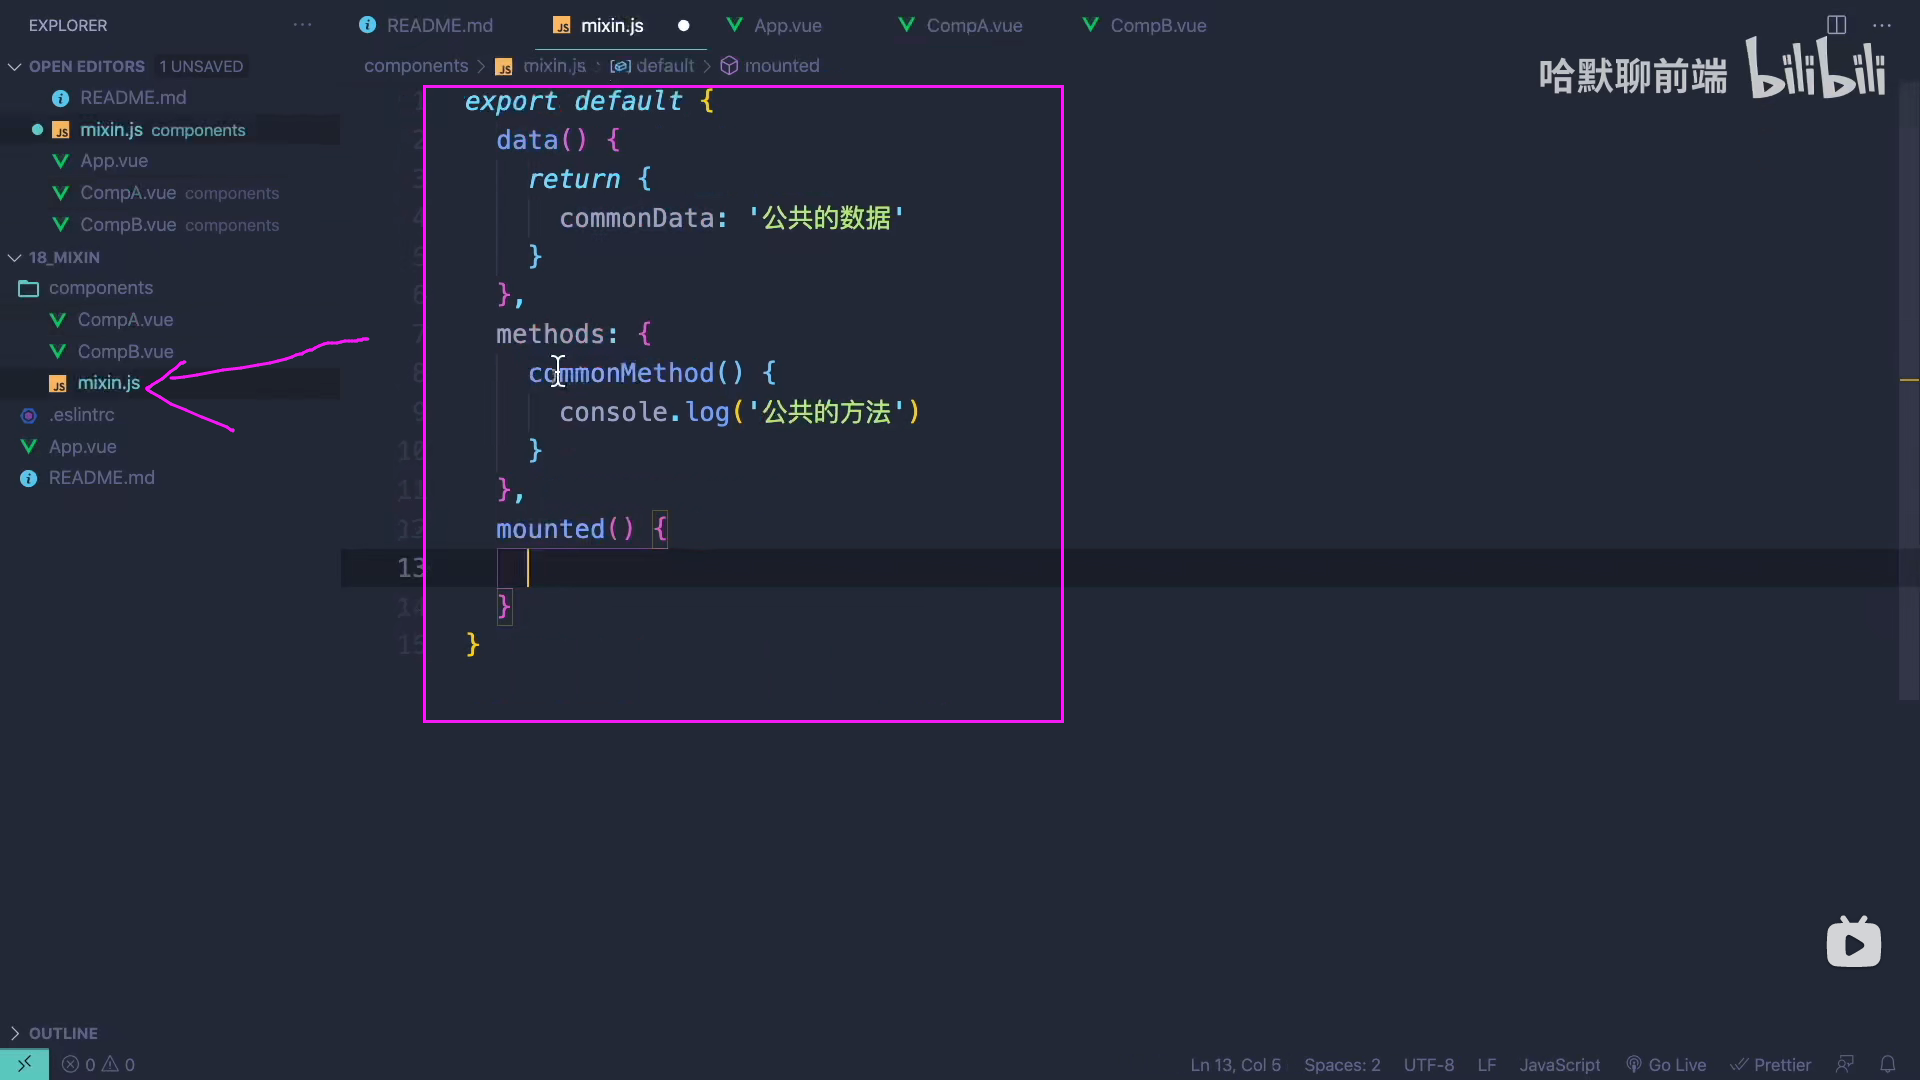 EXPLORER
README.md
mixin.js
App.vue
CompA.vue
CompB.vue
OPEN EDITORS 1 UNSAVED
components > mixin.js > default > mounted
哈默聊前端 bilibili
README.md
mixin.js components
App.vue
CompA.vue components
CompB.vue components
18_MIXIN
components
CompA.vue
CompB.vue
mixin.js
.eslintrc
App.vue
README.md
1 export default {
2 data() {
3 return {
4 commonData: '公共的数据'
5 }
6 },
7 methods: {
8 commonMethod() {
9 console.log('公共的方法')
10 }
11 },
12 mounted() {
13
14 }
15 }
OUTLINE
0 0
Ln 13, Col 5
Spaces: 2
UTF-8
LF
JavaScript
Go Live
Prettier